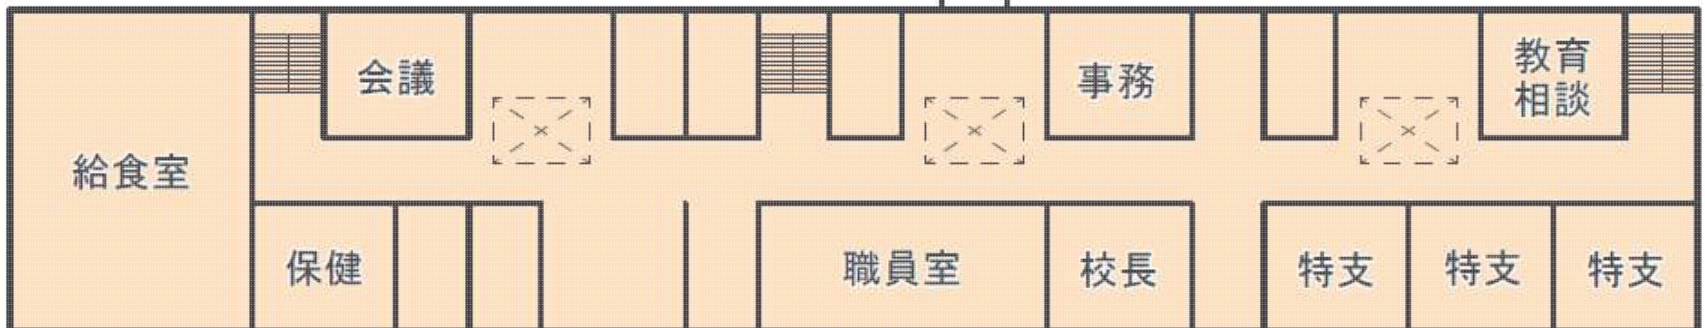 会議
事務
教育
相談
給食室
保健
職員室
校長
特支
特支
特支